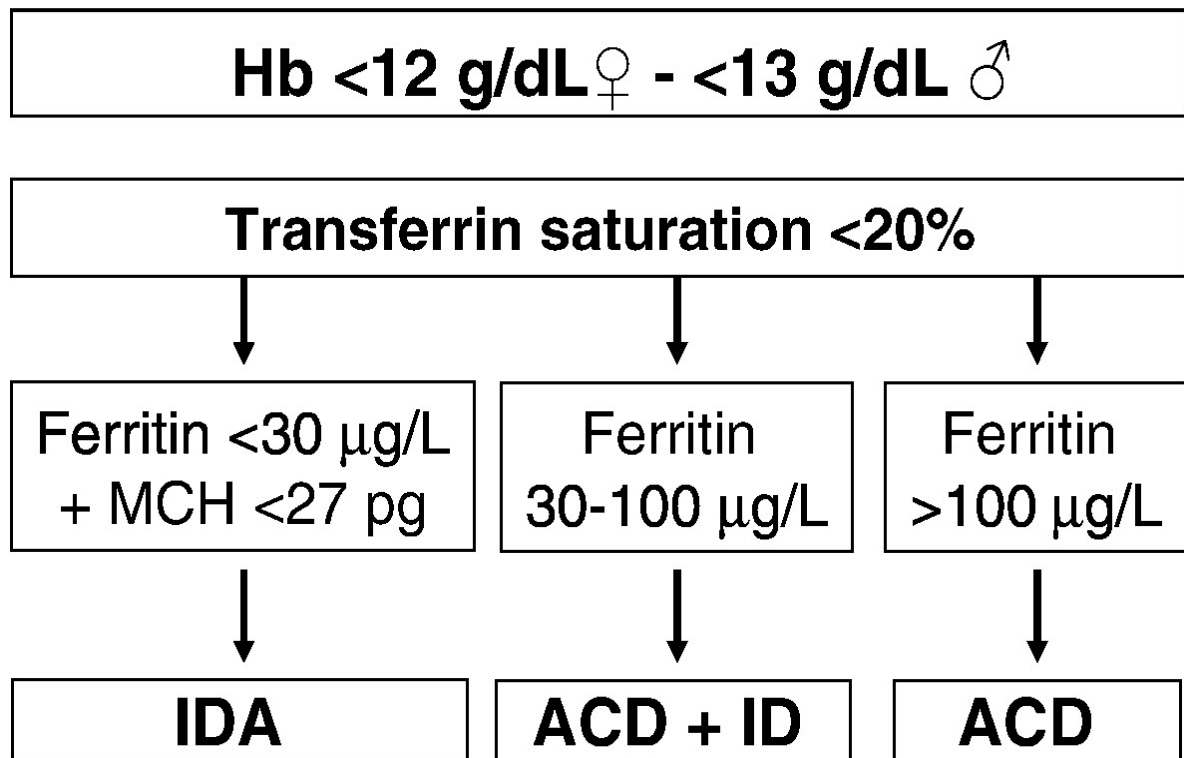 Hb <12 g/dL♀ - <13 g/dL ♂
Transferrin saturation <20%
Ferritin <30 μg/L
+ MCH <27 pg
Ferritin
30-100 μg/L
Ferritin
>100 μg/L
IDA
ACD + ID
ACD